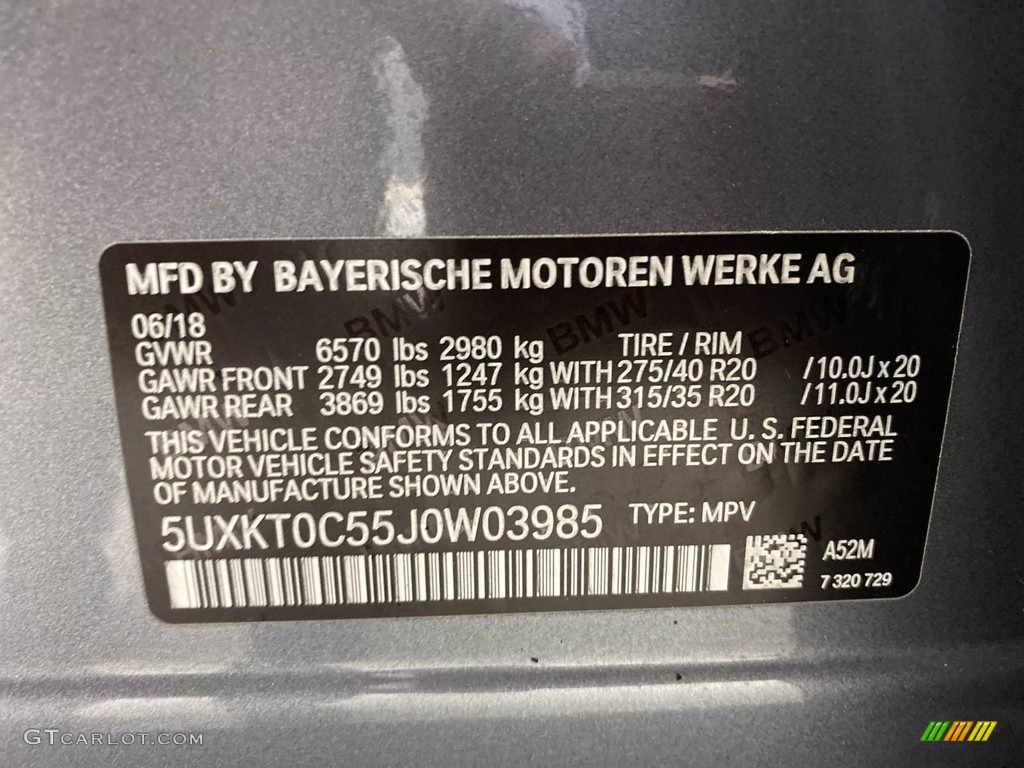 MFD BY BAYERISCHE MOTOREN WERKE AG
06/18
GVWR 6570 lbs 2980 kg TIRE / RIM
GAWR FRONT 2749 lbs 1247 kg WITH 275/40 R20 /10.0J x 20
GAWR REAR 3869 lbs 1755 kg WITH 315/35 R20 /11.0J x 20
THIS VEHICLE CONFORMS TO ALL APPLICABLE U. S. FEDERAL
MOTOR VEHICLE SAFETY STANDARDS IN EFFECT ON THE DATE
OF MANUFACTURE SHOWN ABOVE.
5UXKT0C55J0W03985 TYPE: MPV
A52M
7 320 729
GTCARLOT.COM